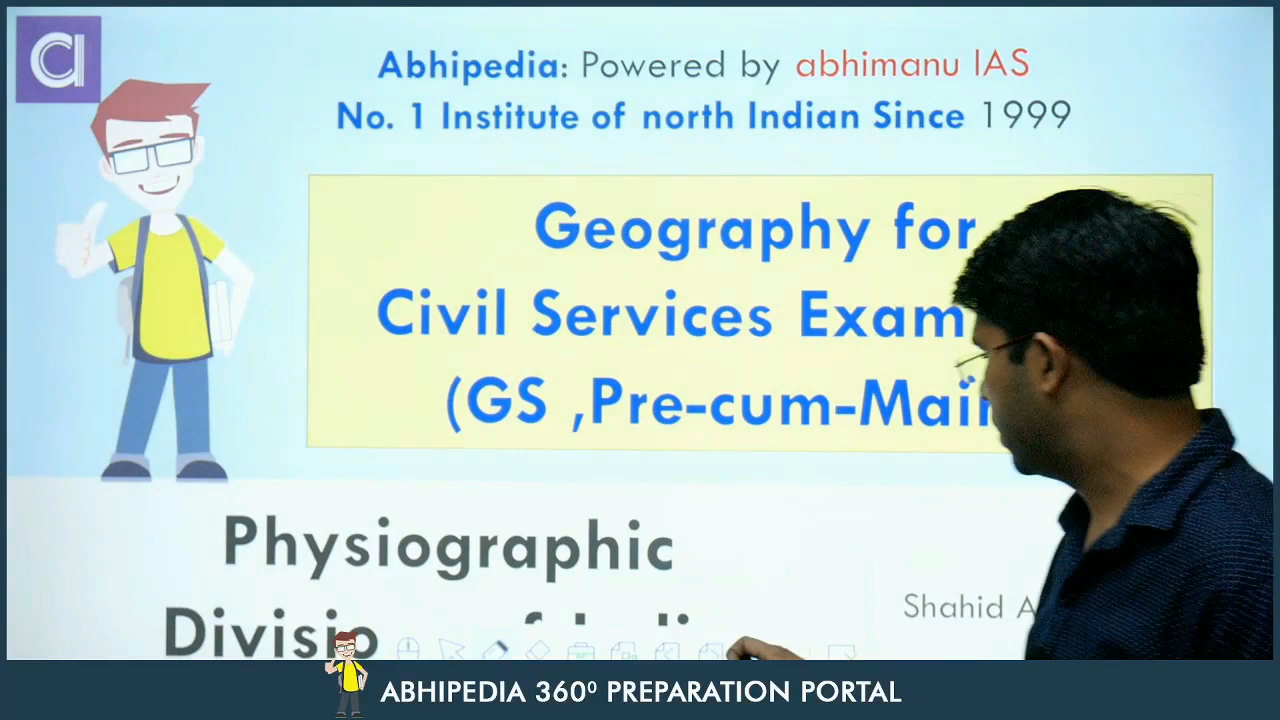 a
Abhipedia: Powered by abhimanu IAS
No. 1 Institute of north Indian Since 1999
Geography for
Civil Services Exam
(GS ,Pre-cum-Mai
Physiographic
Shahid A
ABHIPEDIA 360⁰ PREPARATION PORTAL